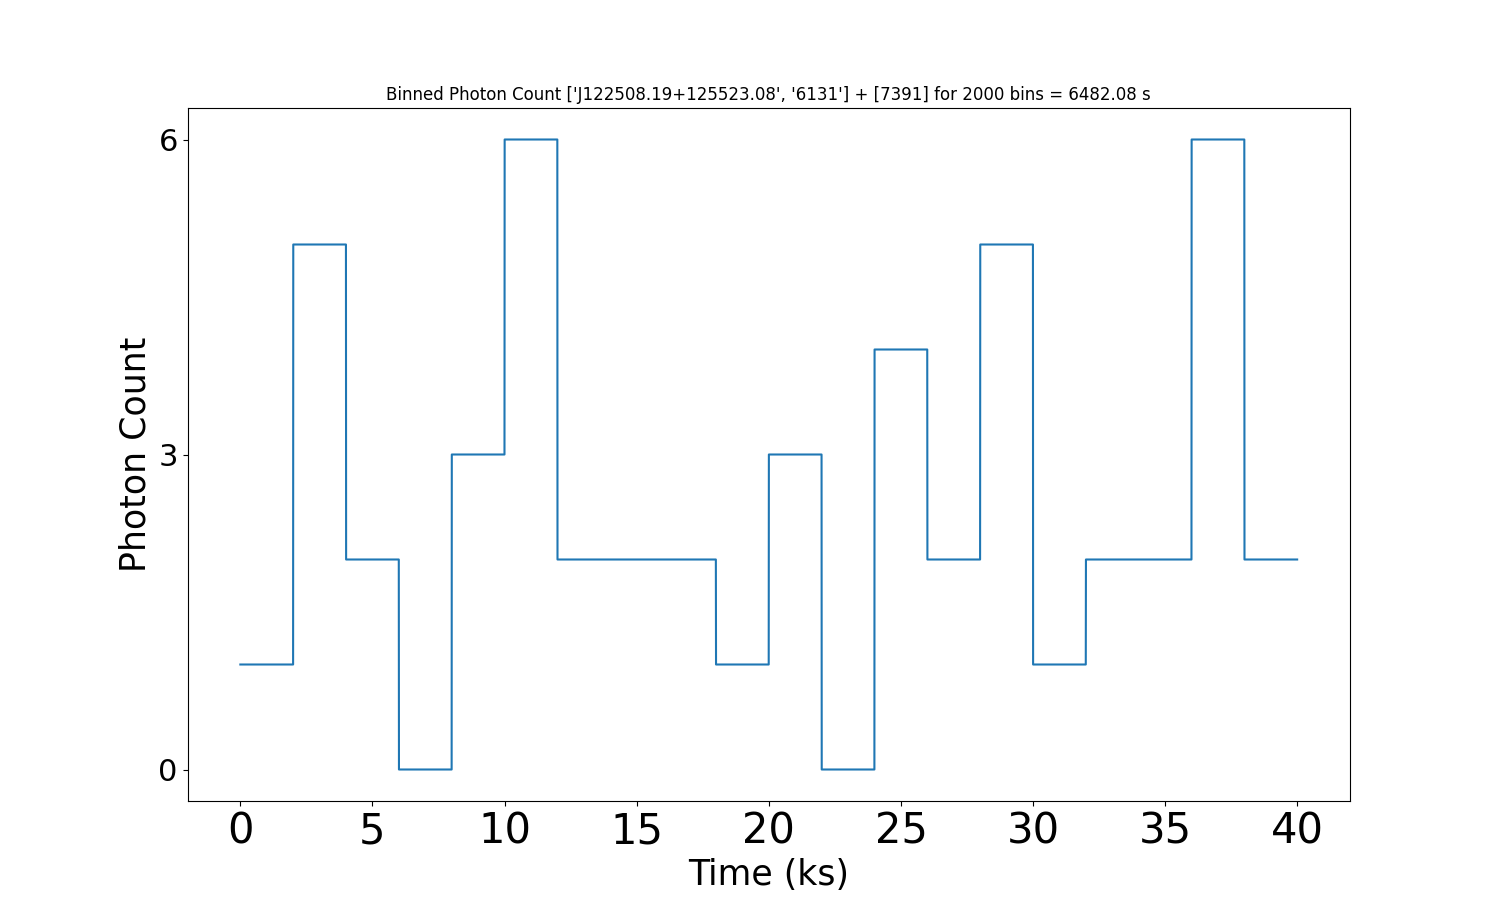 Binned Photon Count ['J122508.19+125523.08', '6131'] + [7391] for 2000 bins = 6482.08 s
6
3
0
Photon Count
0 5 10 15 20 25 30 35 40
Time (ks)